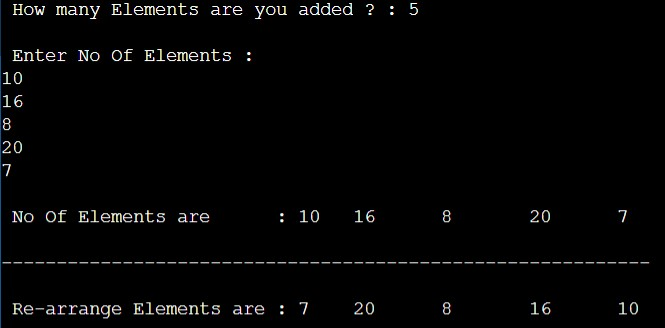 How many Elements are you added ? : 5
Enter No Of Elements :
10
16
8
20
7
No Of Elements are : 10 16 8 20 7
-----------------------------------------------------------
Re-arrange Elements are : 7 20 8 16 10